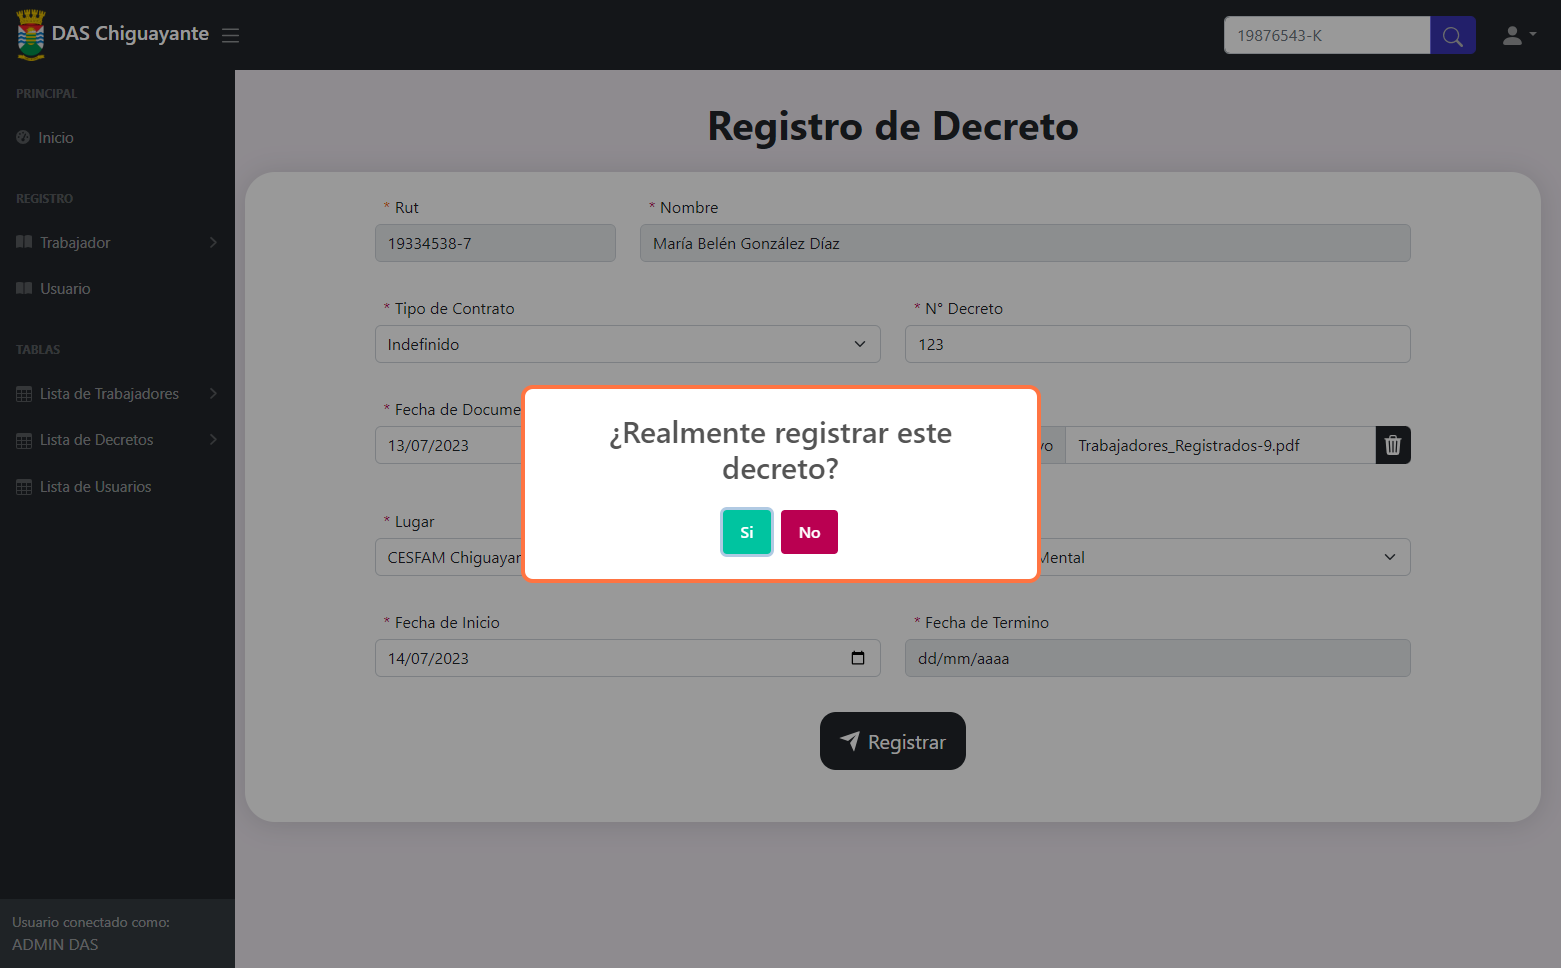 DAS Chiguayante
19876543-K
PRINCIPAL
Inicio
REGISTRO
Trabajador
Usuario
TABLAS
Lista de Trabajadores
Lista de Decretos
Lista de Usuarios
Usuario conectado como:
ADMIN DAS
Registro de Decreto
* Rut
* Nombre
19334538-7
María Belén González Díaz
* Tipo de Contrato
* N° Decreto
Indefinido
123
* Fecha de Docume
13/07/2023
vo
Trabajadores_Registrados-9.pdf
¿Realmente registrar este
decreto?
Si
No
* Lugar
CESFAM Chiguayan
Mental
* Fecha de Inicio
* Fecha de Termino
14/07/2023
dd/mm/aaaa
Registrar